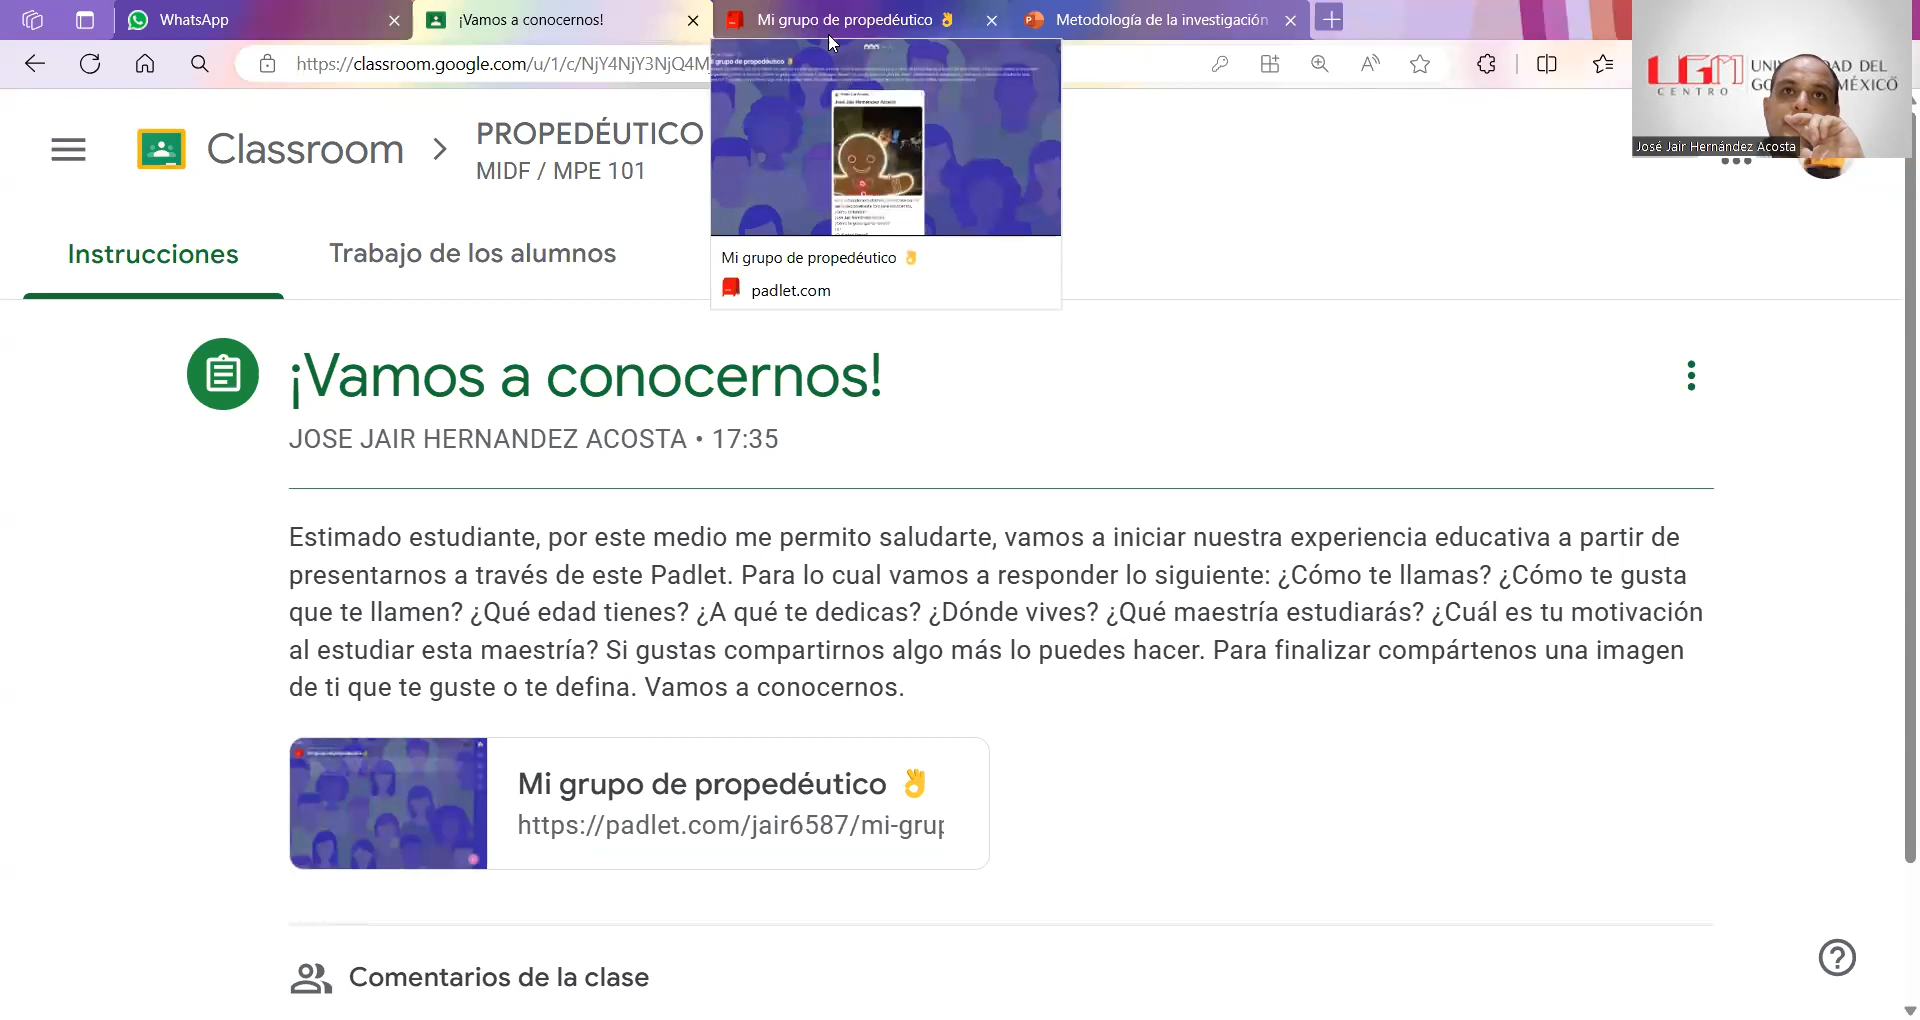 WhatsApp
¡Vamos a conocernos!
Mi grupo de propedéutico 👌
Metodología de la investigación
https://classroom.google.com/u/1/c/NjY4NjY3NjQ4M
Classroom
PROPEDÉUTICO
MIDF / MPE 101
Mi grupo de propedéutico 👌
padlet.com
UGM
CENTRO
José Jair Hernández Acosta
Instrucciones
Trabajo de los alumnos
¡Vamos a conocernos!
JOSE JAIR HERNANDEZ ACOSTA • 17:35
Estimado estudiante, por este medio me permito saludarte, vamos a iniciar nuestra experiencia educativa a partir de
presentarnos a través de este Padlet. Para lo cual vamos a responder lo siguiente: ¿Cómo te llamas? ¿Cómo te gusta
que te llamen? ¿Qué edad tienes? ¿A qué te dedicas? ¿Dónde vives? ¿Qué maestría estudiarás? ¿Cuál es tu motivación
al estudiar esta maestría? Si gustas compartirnos algo más lo puedes hacer. Para finalizar compártenos una imagen
de ti que te guste o te defina. Vamos a conocernos.
Mi grupo de propedéutico 👌
https://padlet.com/jair6587/mi-grup
Comentarios de la clase